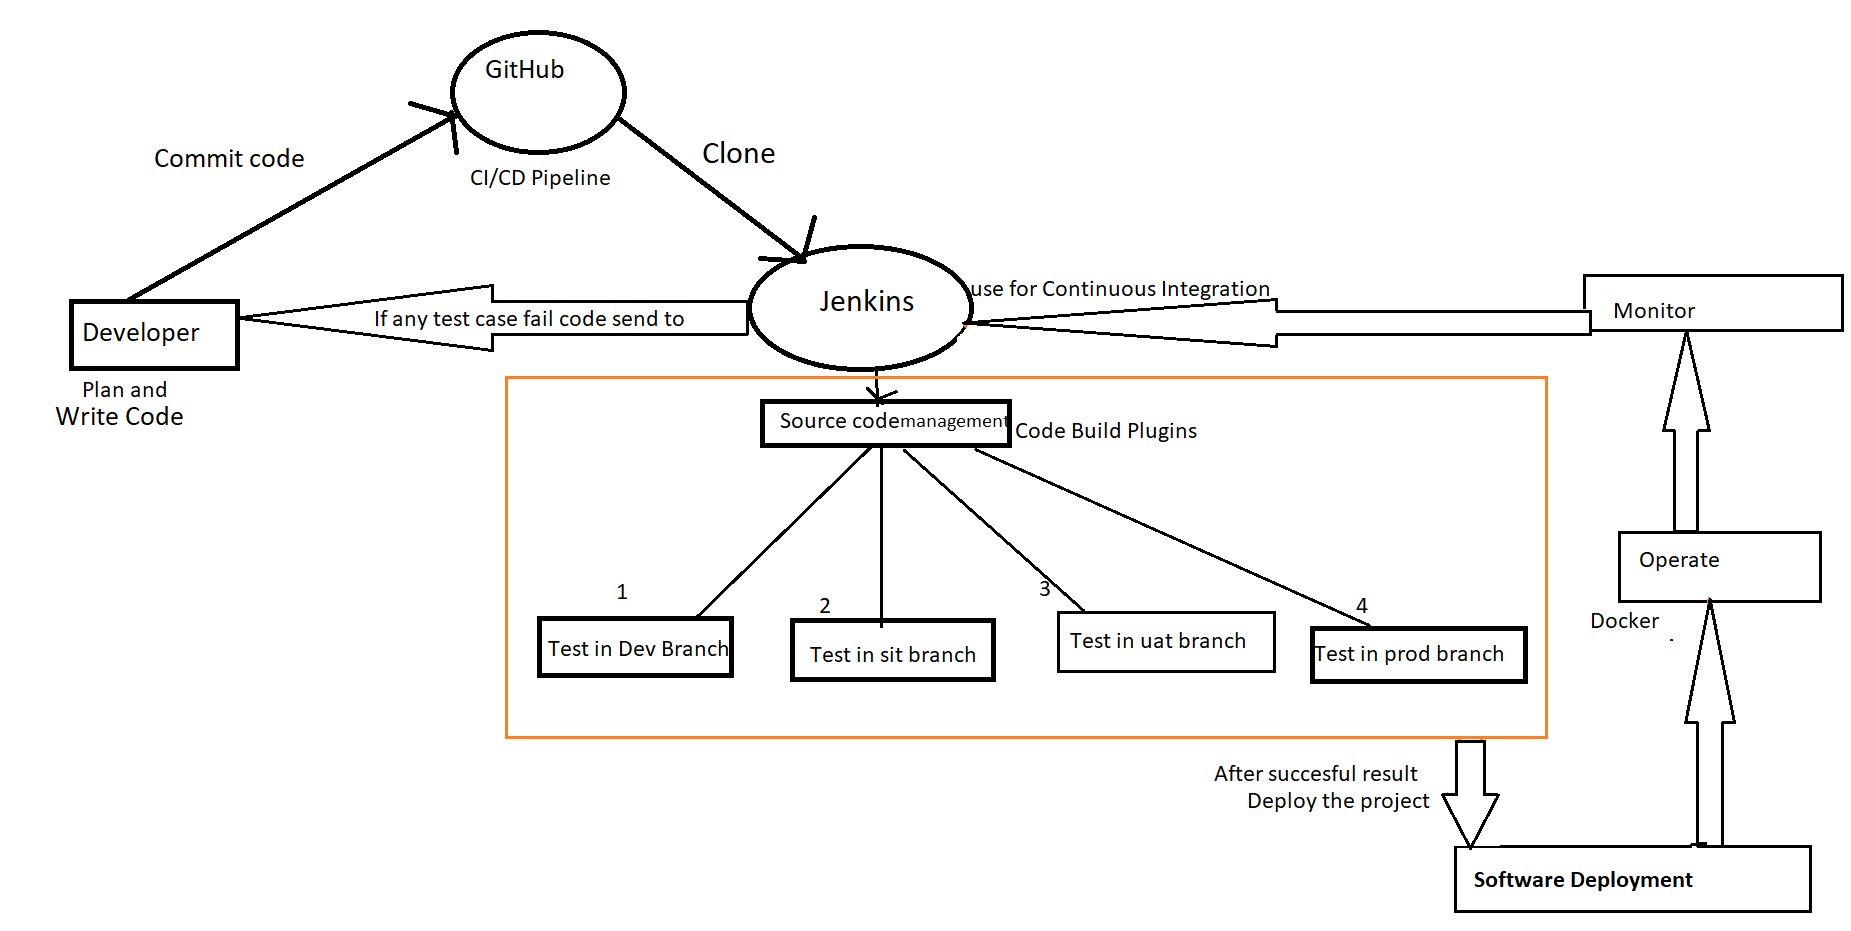 GitHub
Commit code
Clone
CI/CD Pipeline
use for Continuous Integration
Jenkins
Monitor
If any test case fail code send to
Developer
Plan and
Write Code
Source code management
Code Build Plugins
Operate
Docker
1
2
3
4
Test in Dev Branch
Test in sit branch
Test in uat branch
Test in prod branch
After succesful result
Deploy the project
Software Deployment